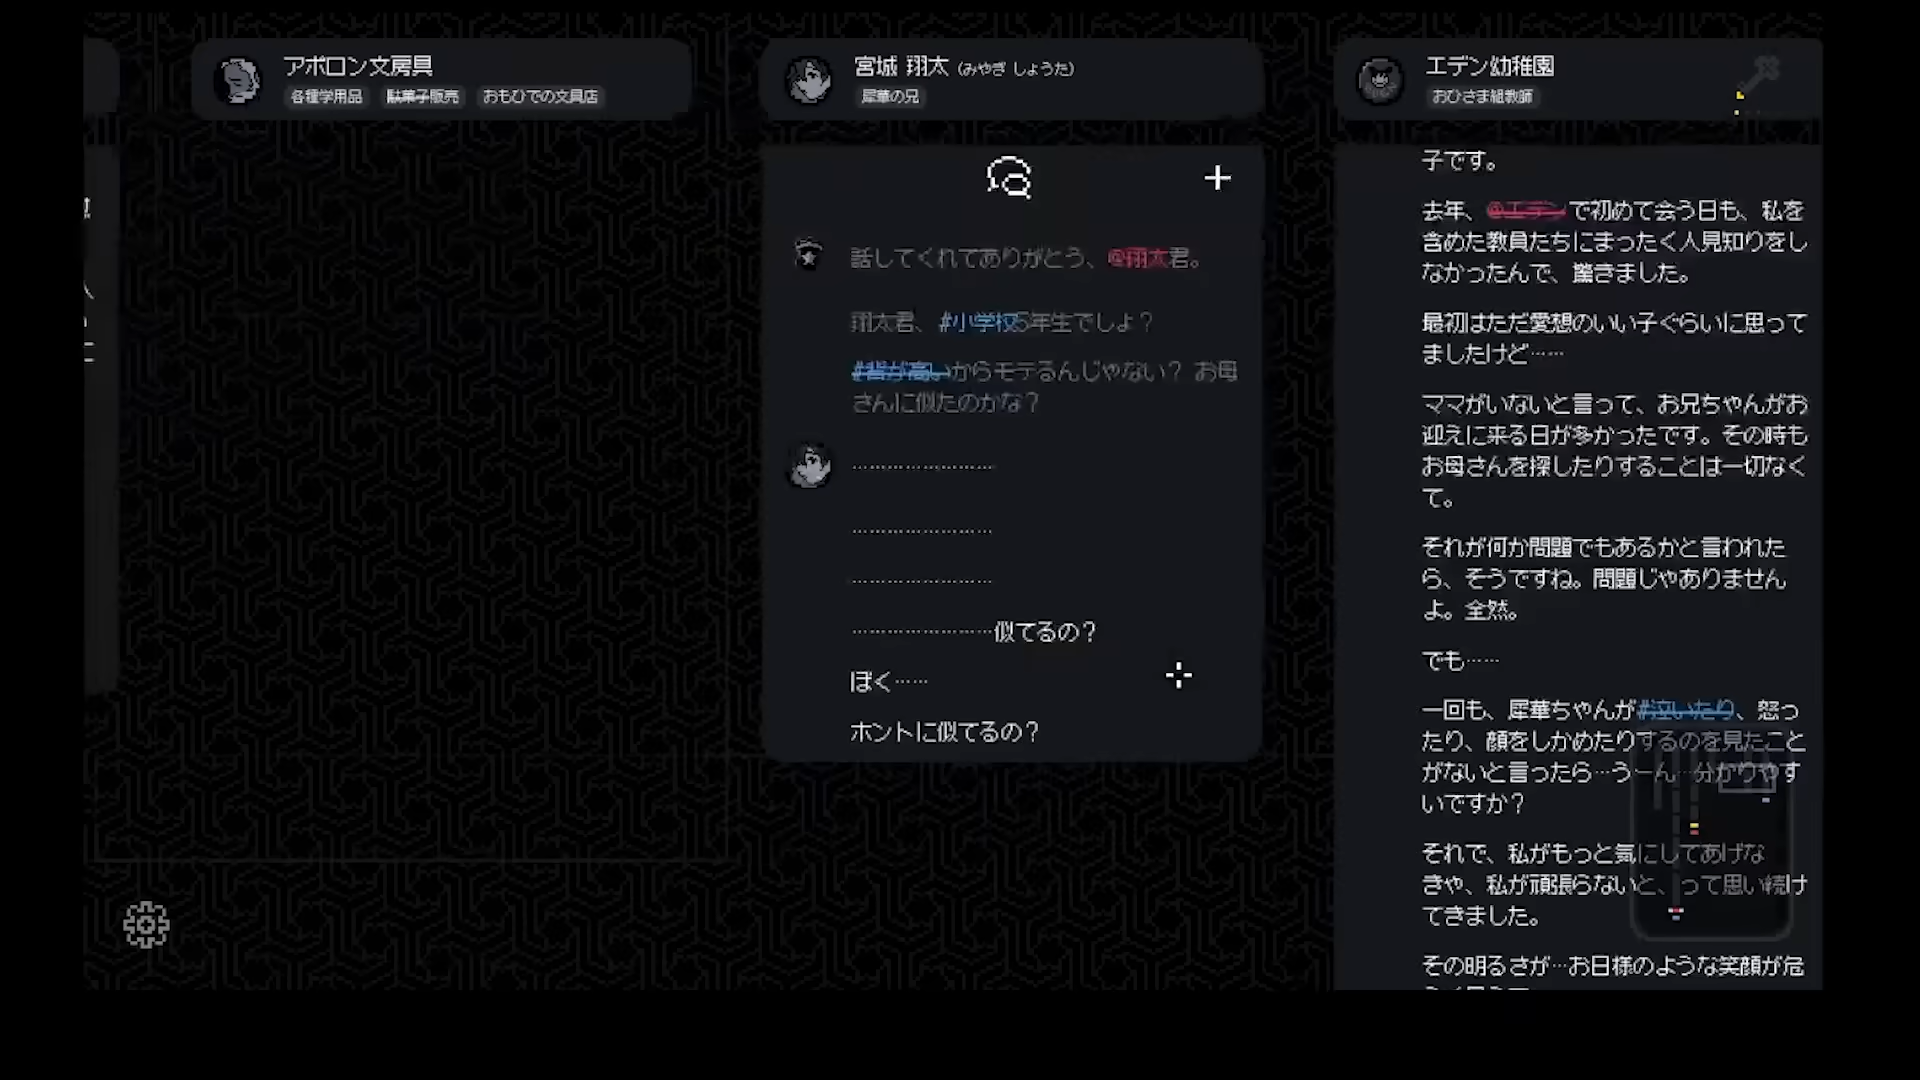 アポロン文房具
各種学用品 駄菓子販売 おもひでの文具店
宮城 翔太 (みやぎ しょうた)
犀華の兄
話してくれてありがとう、@翔太君。
翔太君、#小学校5年生でしょ？
#背が高いからモテるんじゃない？ お母
さんに似たのかな？
……………………
……………………
……………………
……………………似てるの？
ぼく……
ホントに似てるの？
エデン幼稚園
おひさま組教師
子です。
去年、@エデンで初めて会う日も、私を
含めた教員たちにまったく人見知りをし
なかったんで、驚きました。
最初はただ愛想のいい子ぐらいに思って
ましたけど……
ママがいないと言って、お兄ちゃんがお
迎えに来る日が多かったです。その時も
お母さんを探したりすることは一切なく
て。
それが何か問題でもあるかと言われた
ら、そうですね。問題じゃありません
よ。全然。
でも……
一回も、犀華ちゃんが#泣いたり、怒っ
たり、顔をしかめたりするのを見たこと
がないと言ったら…うーん…分かりやす
いですか？
それで、私がもっと気にしてあげな
きゃ、私が頑張らないと、って思い続け
てきました。
その明るさが…お日様のような笑顔が危